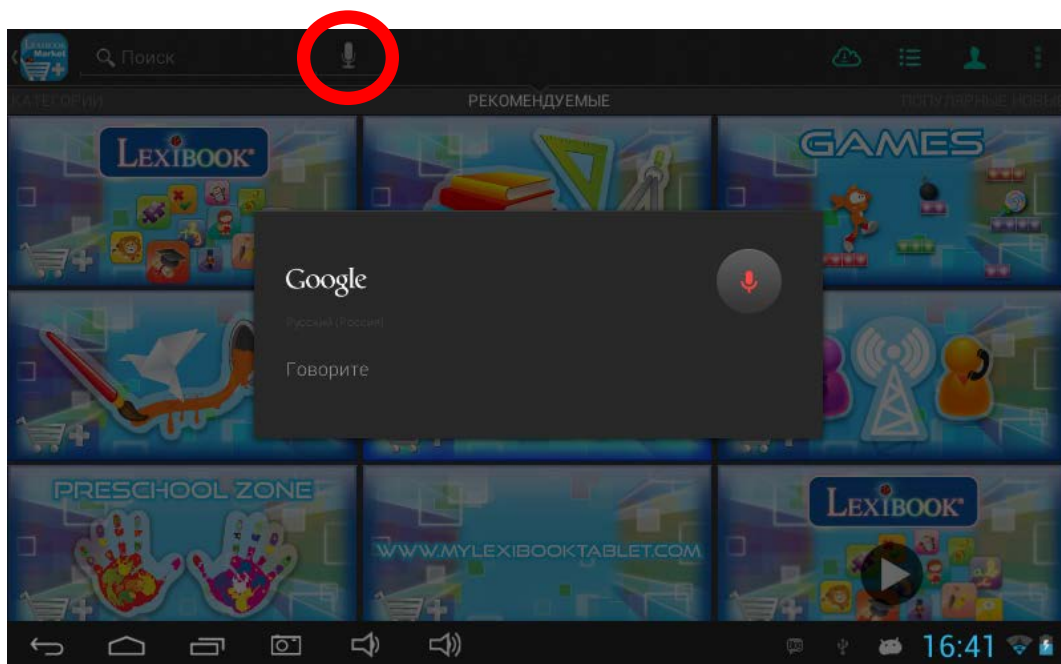 LEXIBOOK
Market
Поиск
КАТЕГОРИИ
РЕКОМЕНДУЕМЫЕ
ПОПУЛЯРНЫЕ НОВЫ
LEXIBOOK®
GAMES
Google
Русский (Россия)
Говорите
PRESCHOOL ZONE
WWW.MYLEXIBOOKTABLET.COM
LEXIBOOK®
16:41